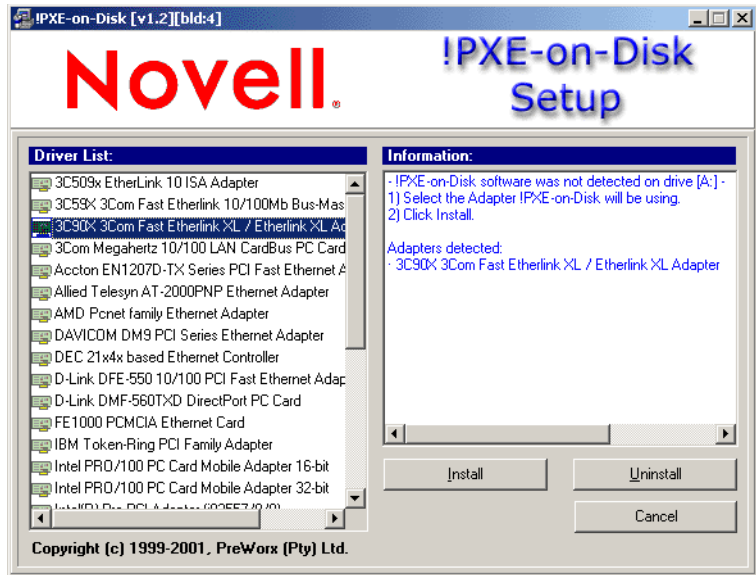 !PXE-on-Disk [v1.2][bld:4]
Novell®
!PXE-on-Disk
Setup
Driver List:
3C509x EtherLink 10 ISA Adapter
3C59X 3Com Fast Etherlink 10/100Mb Bus-Mas
3C90X 3Com Fast Etherlink XL / Etherlink XL Ad
3Com Megahertz 10/100 LAN CardBus PC Card
Accton EN1207D-TX Series PCI Fast Ethernet A
Allied Telesyn AT-2000PNP Ethernet Adapter
AMD Pcnet family Ethernet Adapter
DAVICOM DM9 PCI Series Ethernet Adapter
DEC 21x4x based Ethernet Controller
D-Link DFE-550 10/100 PCI Fast Ethernet Adap
D-Link DMF-560TXD DirectPort PC Card
FE1000 PCMCIA Ethernet Card
IBM Token-Ring PCI Family Adapter
Intel PRO/100 PC Card Mobile Adapter 16-bit
Intel PRO/100 PC Card Mobile Adapter 32-bit
Copyright (c) 1999-2001, PreWorx (Pty) Ltd.
Information:
- !PXE-on-Disk software was not detected on drive [A:] -
1) Select the Adapter !PXE-on-Disk will be using.
2) Click Install.
Adapters detected:
· 3C90X 3Com Fast Etherlink XL / Etherlink XL Adapter
Install
Uninstall
Cancel